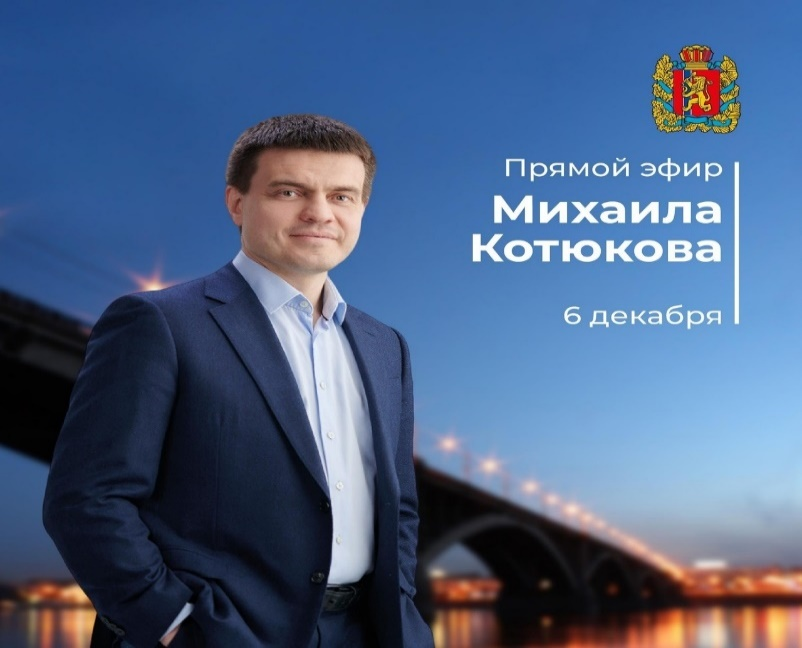 Прямой эфир
Михаила
Котюкова
6 декабря